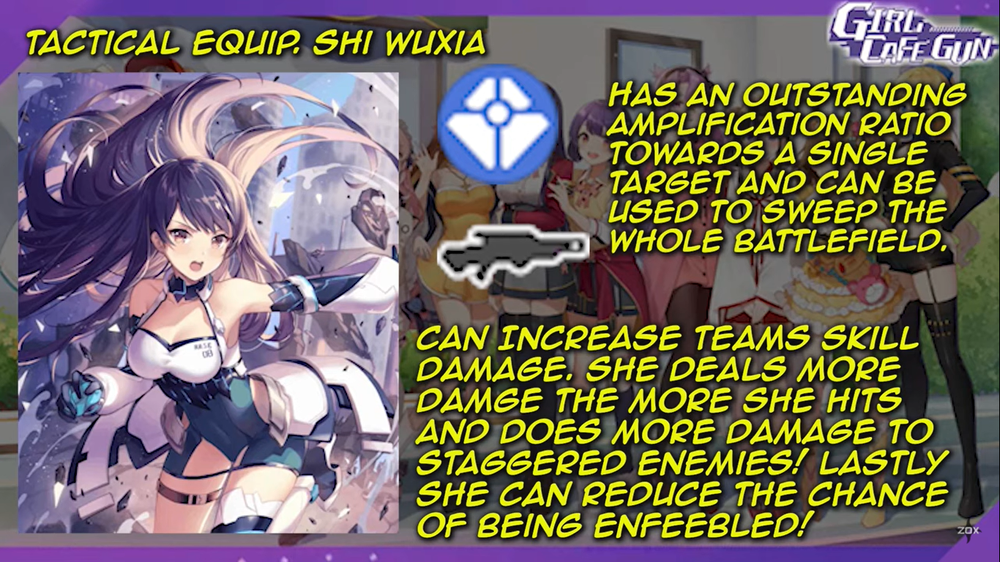 TACTICAL EQUIP. SHI WUXIA
GIRL
CAFE GUN
HAS AN OUTSTANDING
AMPLIFICATION RATIO
TOWARDS A SINGLE
TARGET AND CAN BE
USED TO SWEEP THE
WHOLE BATTLEFIELD.
CAN INCREASE TEAMS SKILL
DAMAGE. SHE DEALS MORE
DAMGE THE MORE SHE HITS
AND DOES MORE DAMAGE TO
STAGGERED ENEMIES! LASTLY
SHE CAN REDUCE THE CHANCE
OF BEING ENFEEBLED!
08
ZOX